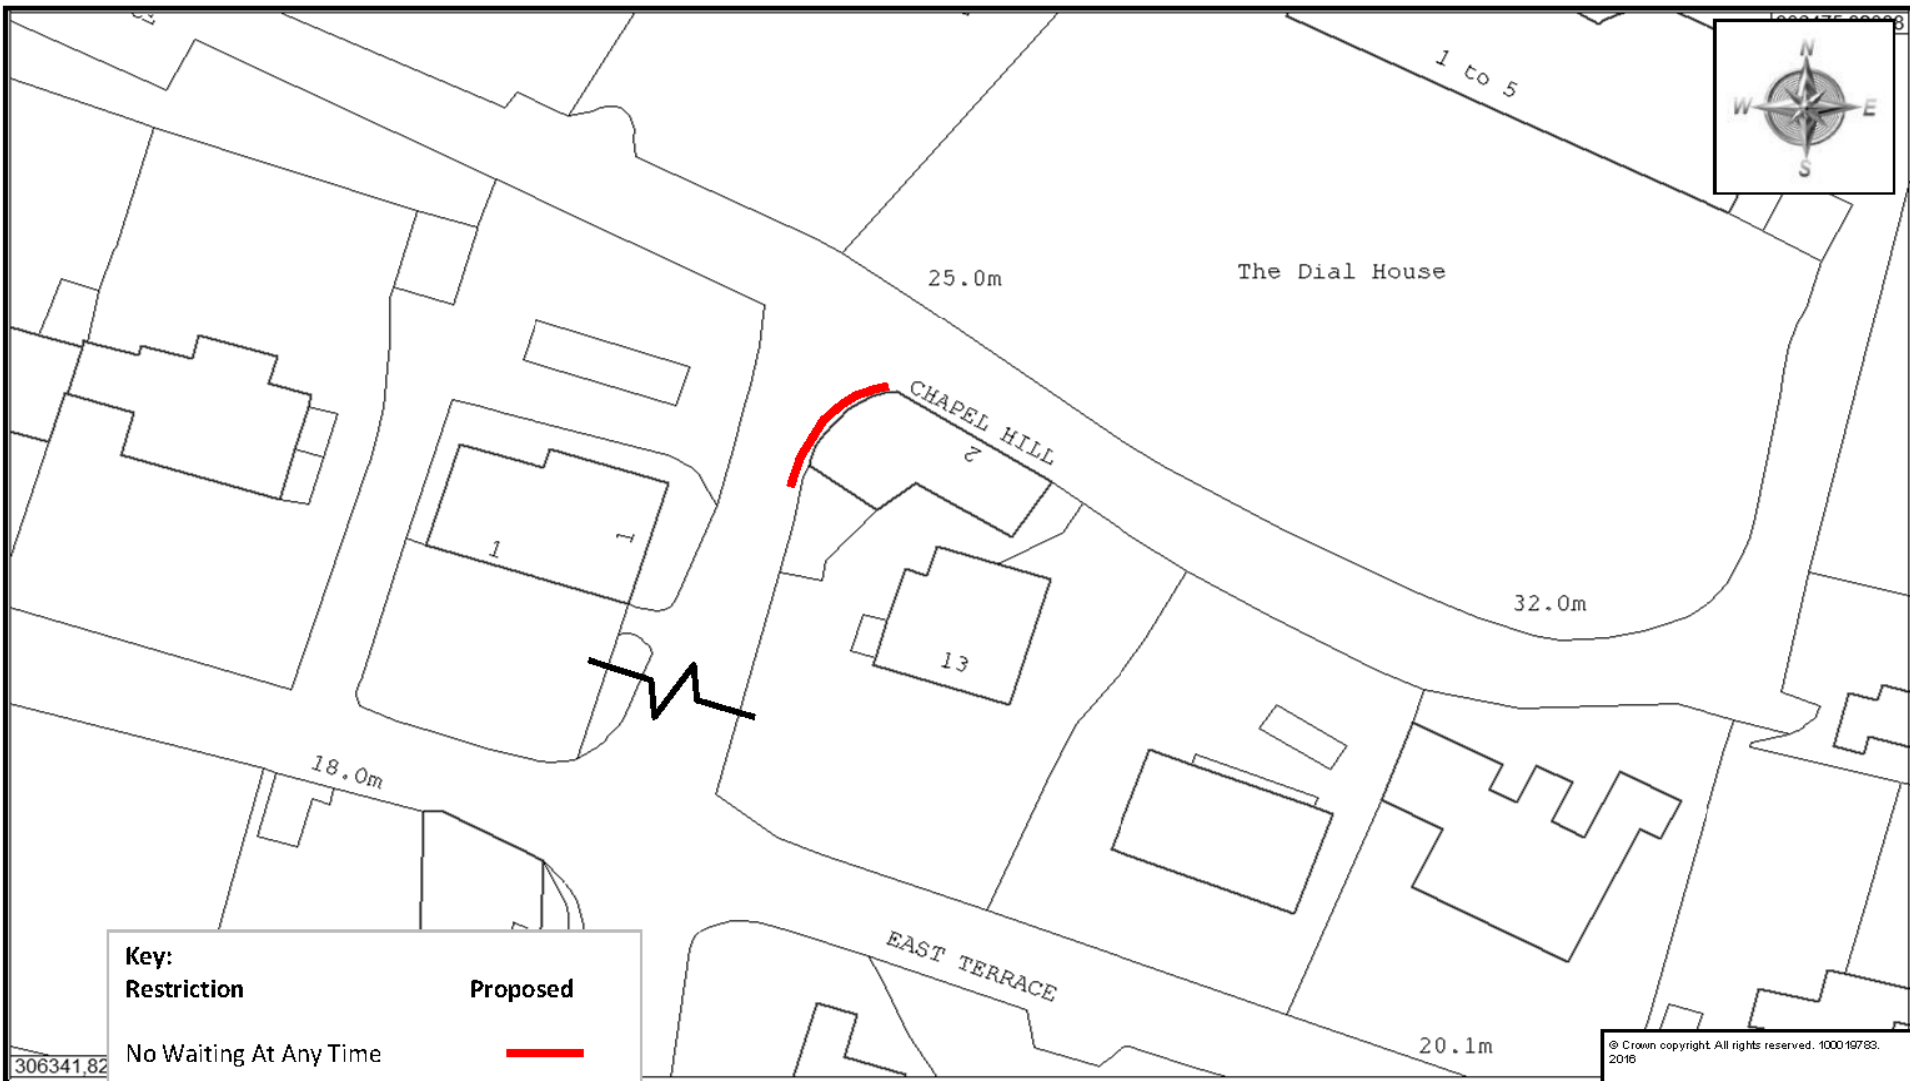 1 to 5
N
W E
S
The Dial House
25.0m
CHAPEL HILL
2
1
1
13
32.0m
18.0m
EAST TERRACE
20.1m
Key:
Restriction Proposed
No Waiting At Any Time
306341,82
© Crown copyright. All rights reserved. 100019783.
2016